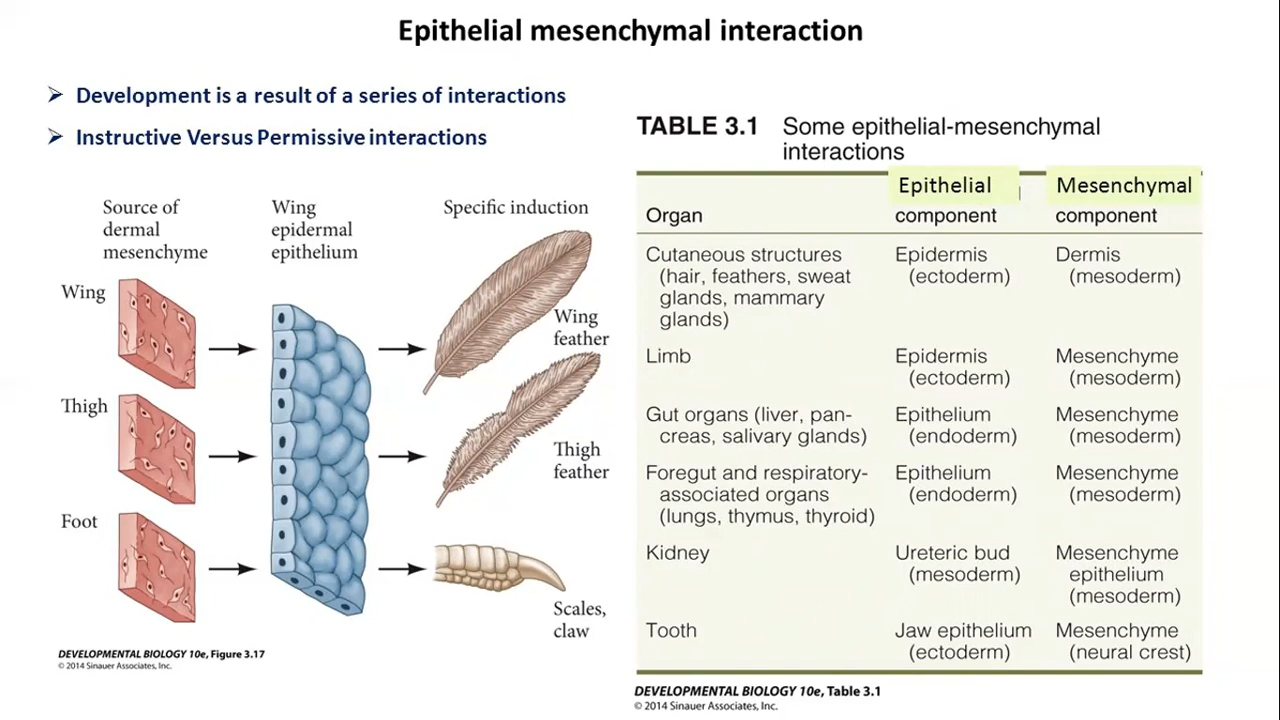 Epithelial mesenchymal interaction
➢ Development is a result of a series of interactions
➢ Instructive Versus Permissive interactions
Source of
dermal
mesenchyme
Wing
epidermal
epithelium
Specific induction
Wing
Wing
feather
Thigh
Thigh
feather
Foot
Scales,
claw
DEVELOPMENTAL BIOLOGY 10e, Figure 3.17
© 2014 Sinauer Associates, Inc.
TABLE 3.1 Some epithelial-mesenchymal
interactions
Organ
Epithelial
component
Mesenchymal
component
Cutaneous structures
(hair, feathers, sweat
glands, mammary
glands)
Epidermis
(ectoderm)
Dermis
(mesoderm)
Limb
Epidermis
(ectoderm)
Mesenchyme
(mesoderm)
Gut organs (liver, pan-
creas, salivary glands)
Epithelium
(endoderm)
Mesenchyme
(mesoderm)
Foregut and respiratory-
associated organs
(lungs, thymus, thyroid)
Epithelium
(endoderm)
Mesenchyme
(mesoderm)
Kidney
Ureteric bud
(mesoderm)
Mesenchyme
epithelium
(mesoderm)
Tooth
Jaw epithelium
(ectoderm)
Mesenchyme
(neural crest)
DEVELOPMENTAL BIOLOGY 10e, Table 3.1
© 2014 Sinauer Associates, Inc.